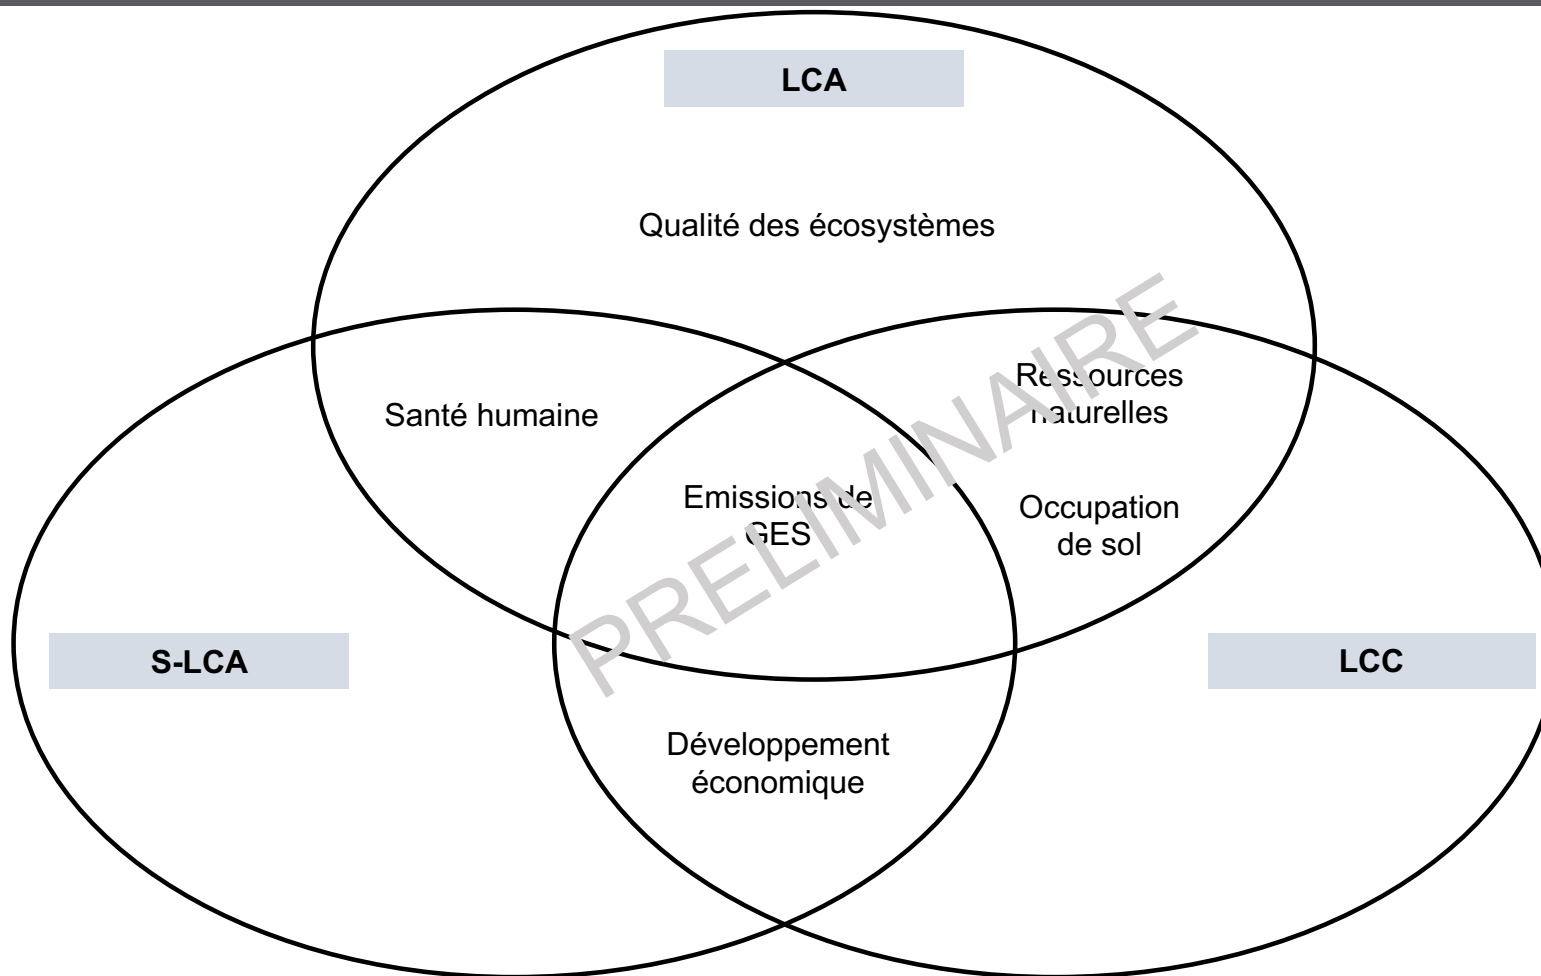 LCA
Qualité des écosystèmes
Santé humaine
Ressources
naturelles
Emissions de
GES
Occupation
de sol
PRELIMINAIRE
S-LCA
LCC
Développement
économique